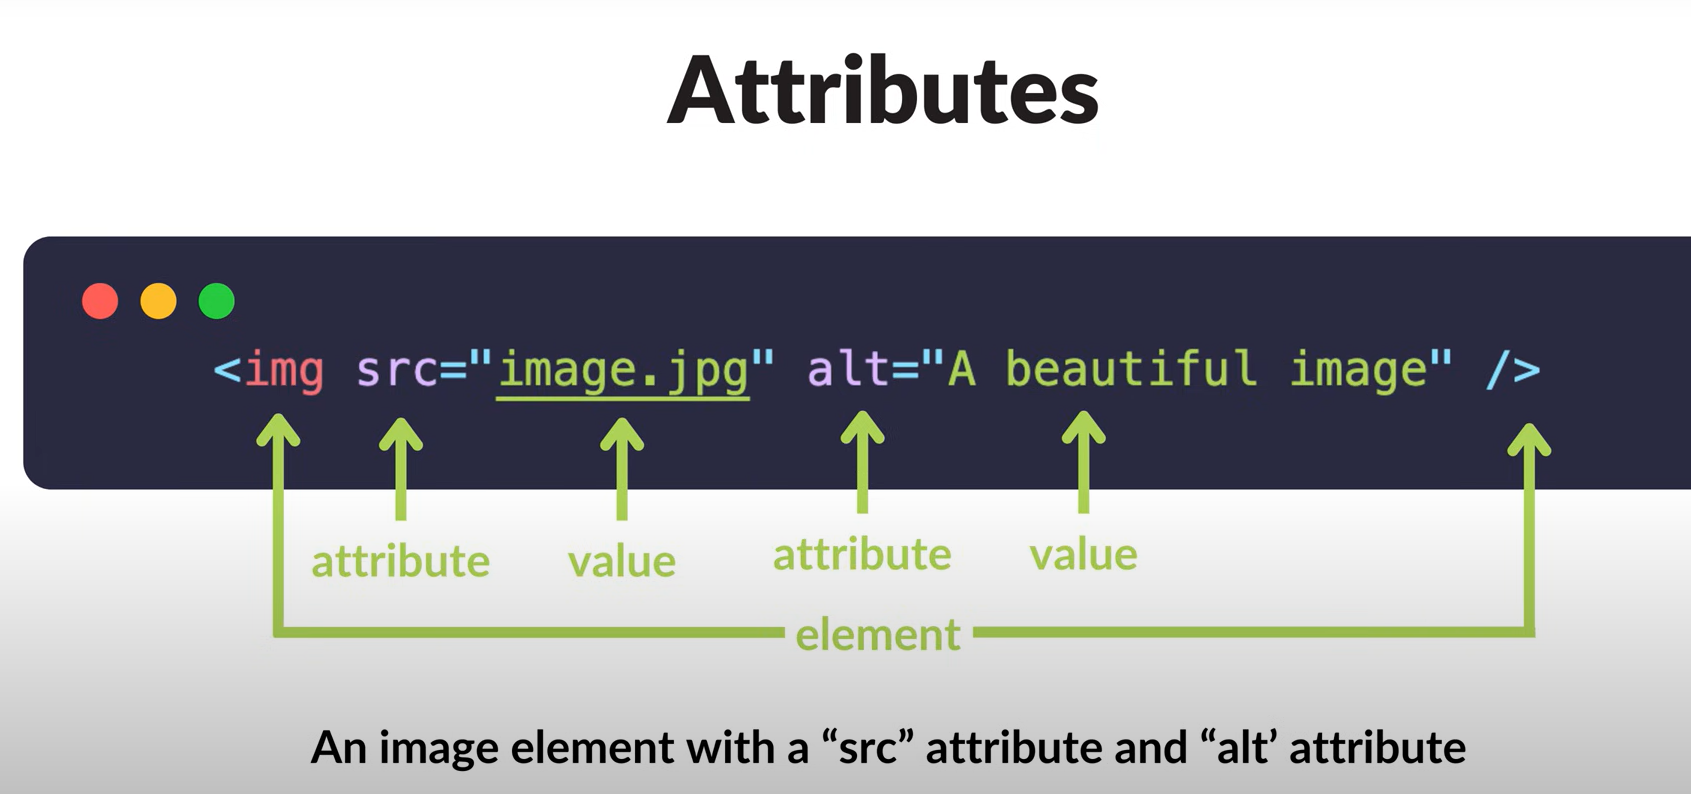 Attributes
<img src="image.jpg" alt="A beautiful image" />
attribute value attribute value
element
An image element with a “src” attribute and “alt’ attribute